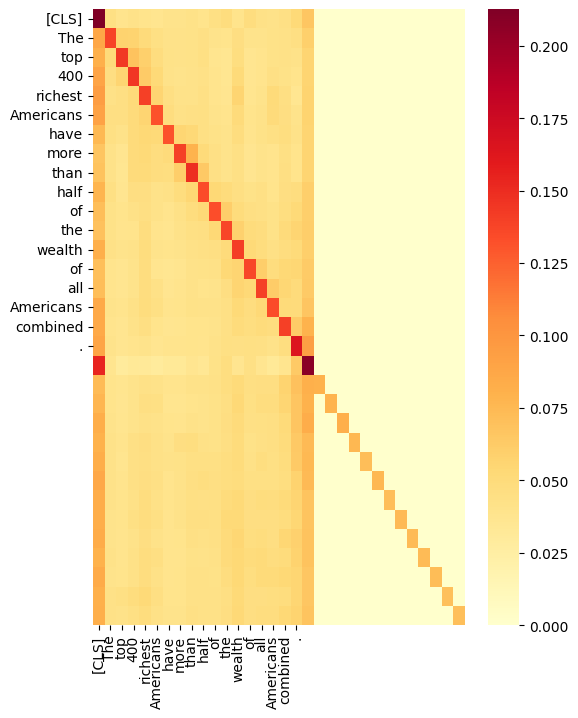 [CLS]
The
top
400
richest
Americans
have
more
than
half
of
the
wealth
of
all
Americans
combined
.
0.200
0.175
0.150
0.125
0.100
0.075
0.050
0.025
0.000
[CLS]
The
top
400
richest
Americans
have
more
than
half
of
the
wealth
of
all
Americans
combined
.